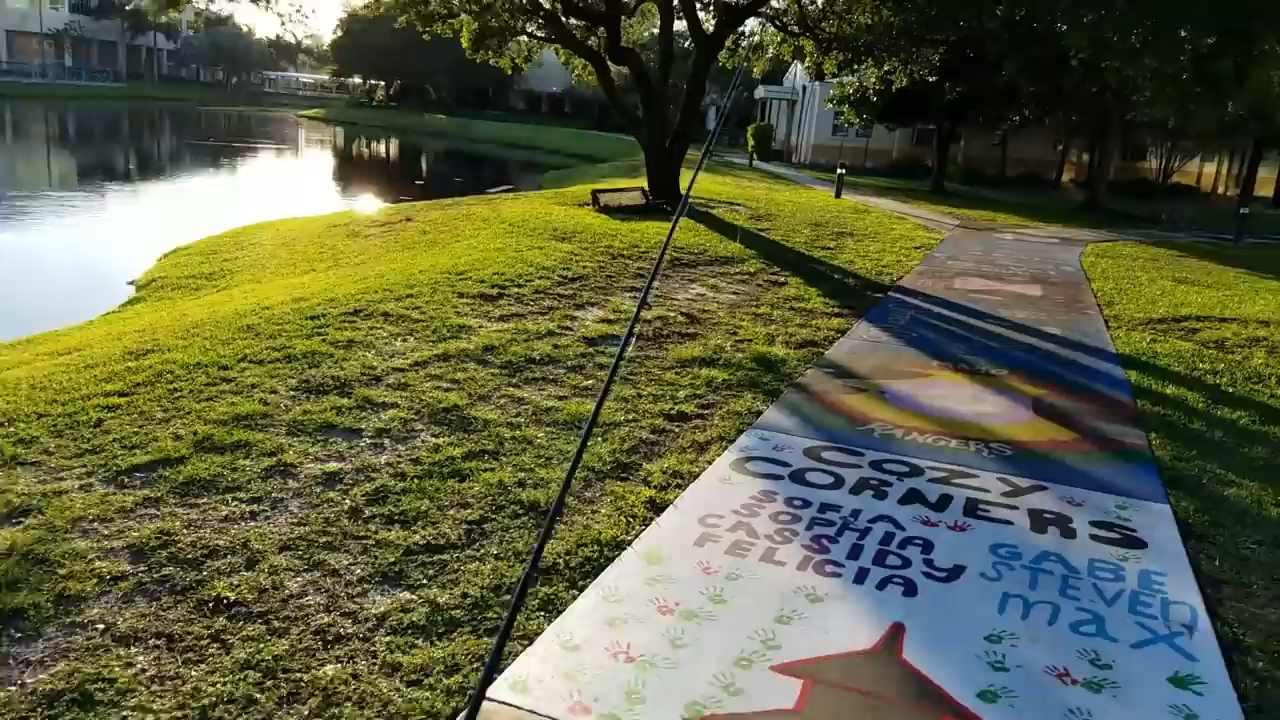 RANGERS
COZY
CORNERS
SOFIA
SOPHIA
CASSIDY
FELICIA
GABE
STEVEN
max